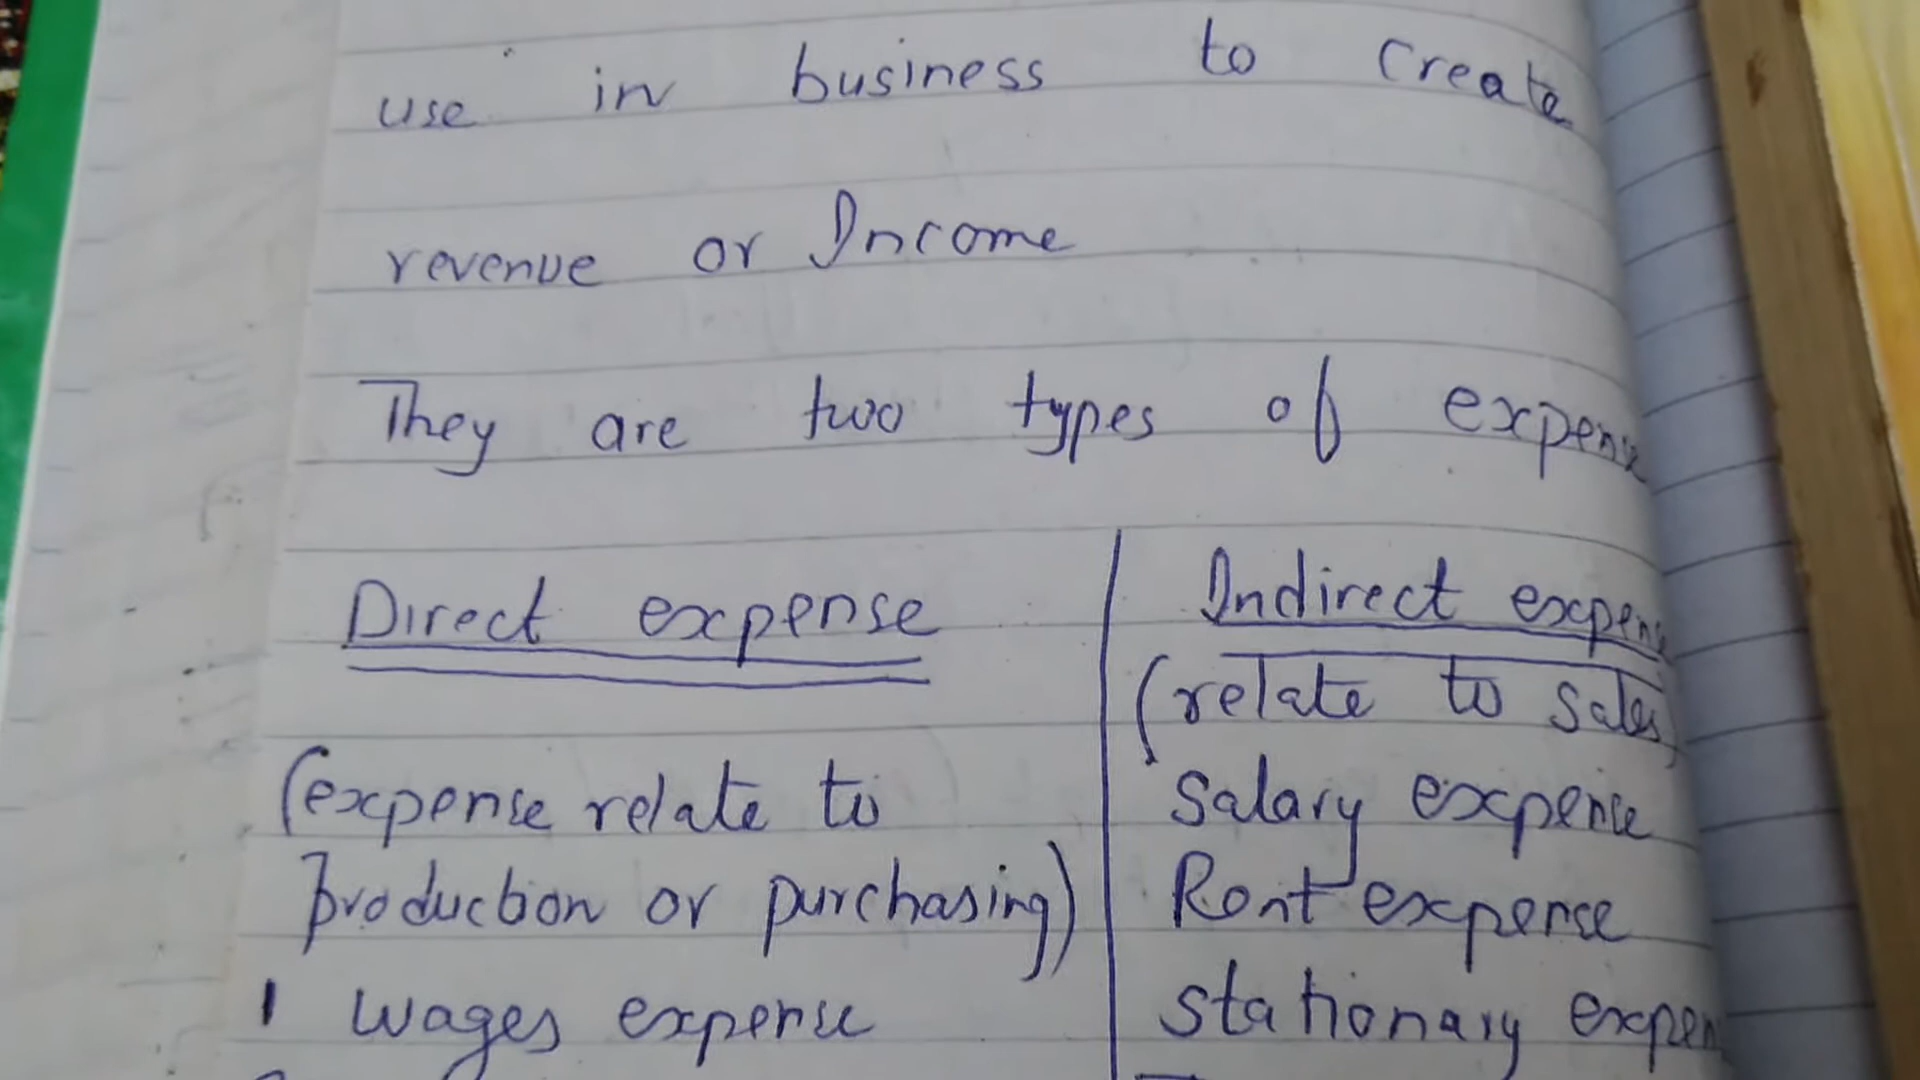 use in business to create
revenue or Income
They are two types of expense
Direct expense
(expense relate to
production or purchasing)
1 wages expense
Indirect expens
(relate to sales)
Salary expense
Rent expense
stationary expen